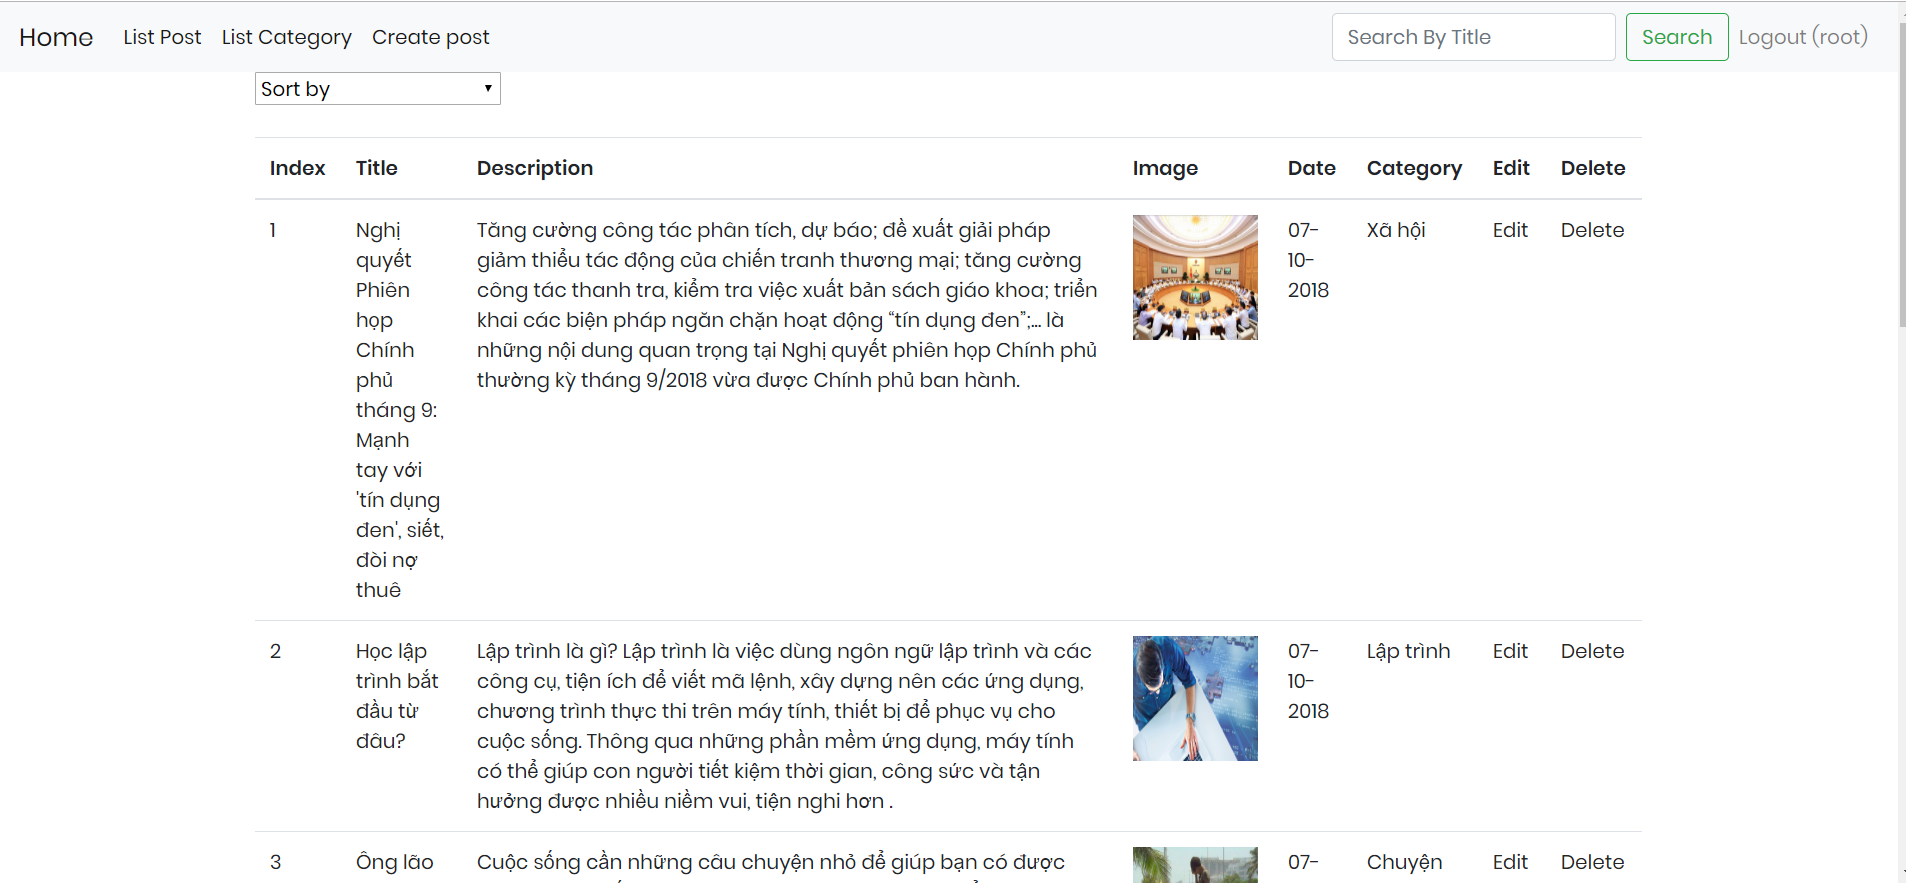 Home List Post List Category Create post Search By Title Search Logout (root)
Sort by
Index Title Description Image Date Category Edit Delete
1
Nghị
quyết
Phiên
họp
Chính
phủ
tháng 9:
Mạnh
tay với
'tín dụng
đen', siết,
đòi nợ
thuê
Tăng cường công tác phân tích, dự báo; đề xuất giải pháp
giảm thiểu tác động của chiến tranh thương mại; tăng cường
công tác thanh tra, kiểm tra việc xuất bản sách giáo khoa; triển
khai các biện pháp ngăn chặn hoạt động “tín dụng đen”;... là
những nội dung quan trọng tại Nghị quyết phiên họp Chính phủ
thường kỳ tháng 9/2018 vừa được Chính phủ ban hành.
07-
10-
2018
Xã hội
Edit
Delete
2
Học lập
trình bắt
đầu từ
đâu?
Lập trình là gì? Lập trình là việc dùng ngôn ngữ lập trình và các
công cụ, tiện ích để viết mã lệnh, xây dựng nên các ứng dụng,
chương trình thực thi trên máy tính, thiết bị để phục vụ cho
cuộc sống. Thông qua những phần mềm ứng dụng, máy tính
có thể giúp con người tiết kiệm thời gian, công sức và tận
hưởng được nhiều niềm vui, tiện nghi hơn .
07-
10-
2018
Lập trình
Edit
Delete
3
Ông lão
Cuộc sống cần những câu chuyện nhỏ để giúp bạn có được
07-
Chuyện
Edit
Delete